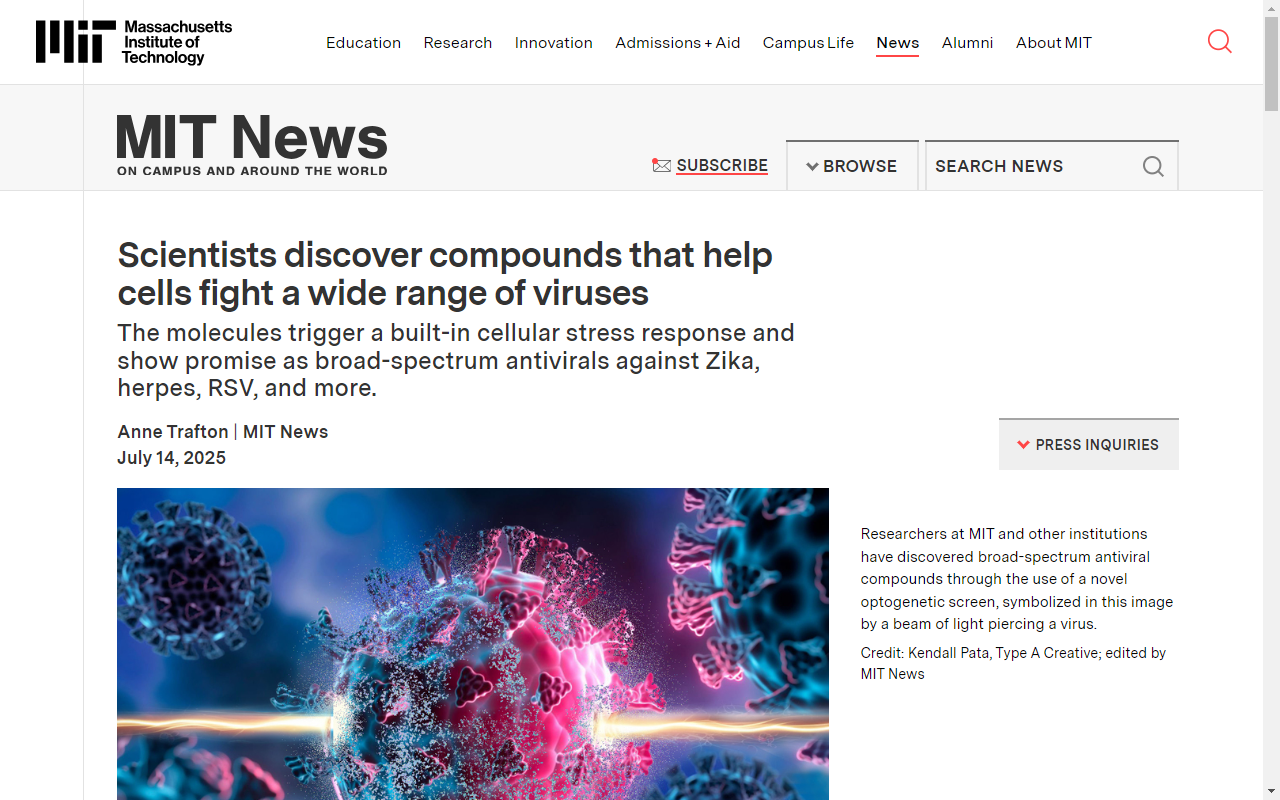 Massachusetts
Institute of
Technology
Education Research Innovation Admissions + Aid Campus Life News Alumni About MIT
MIT News
ON CAMPUS AND AROUND THE WORLD
SUBSCRIBE
BROWSE
SEARCH NEWS
Scientists discover compounds that help
cells fight a wide range of viruses
The molecules trigger a built-in cellular stress response and
show promise as broad-spectrum antivirals against Zika,
herpes, RSV, and more.
Anne Trafton | MIT News
July 14, 2025
PRESS INQUIRIES
Researchers at MIT and other institutions
have discovered broad-spectrum antiviral
compounds through the use of a novel
optogenetic screen, symbolized in this image
by a beam of light piercing a virus.
Credit: Kendall Pata, Type A Creative; edited by
MIT News